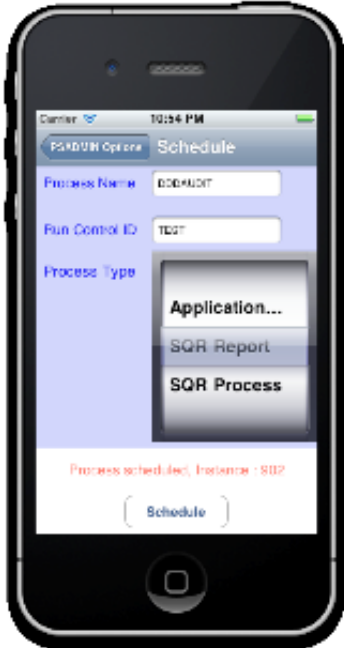 Carrier 10:54 PM
PSADMIN Options Schedule
Process Name DDDAUDIT
Run Control ID TEST
Process Type
Application...
SQR Report
SQR Process
Process scheduled, Instance : 902
Schedule